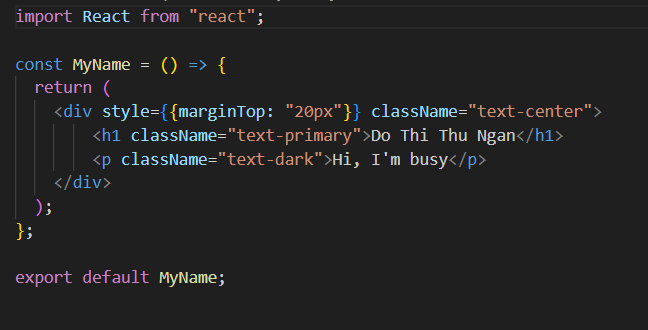 import React from "react";
const MyName = () => {
return (
<div style={{marginTop: "20px"}} className="text-center">
<h1 className="text-primary">Do Thi Thu Ngan</h1>
<p className="text-dark">Hi, I'm busy</p>
</div>
);
};
export default MyName;